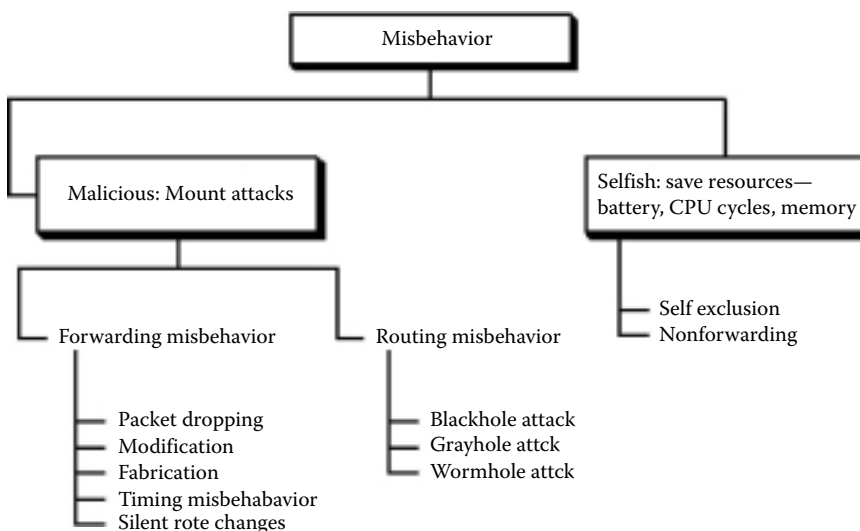 Misbehavior
Malicious: Mount attacks
Selfish: save resources—
battery, CPU cycles, memory
Self exclusion
Nonforwarding
Forwarding misbehavior
Packet dropping
Modification
Fabrication
Timing misbehabavior
Silent rote changes
Routing misbehavior
Blackhole attack
Grayhole attck
Wormhole attck